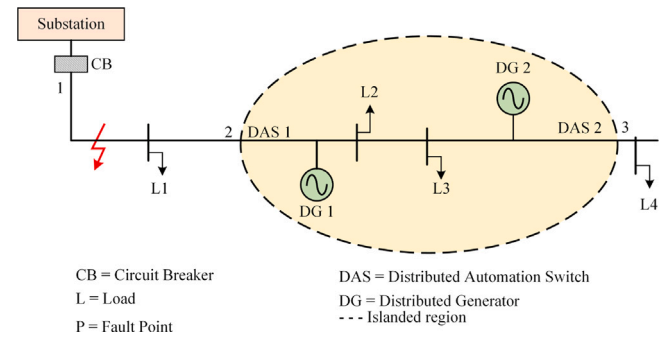 Substation
CB
1
L1
2
DAS 1
DG 1
L2
L3
DG 2
DAS 2
3
L4
CB = Circuit Breaker
L = Load
P = Fault Point
DAS = Distributed Automation Switch
DG = Distributed Generator
--- Islanded region